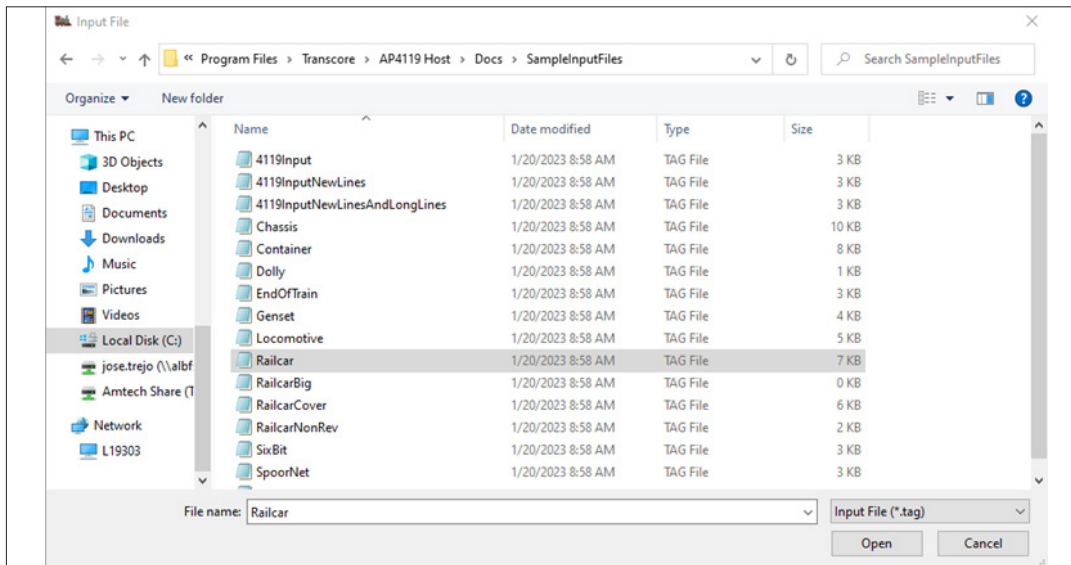 Input File
« Program Files > Transcore > AP4119 Host > Docs > SampleInputFiles
Search SampleInputFiles
Organize
New folder
This PC
3D Objects
Desktop
Documents
Downloads
Music
Pictures
Videos
Local Disk (C:)
jose.trejo (\\albf
Amtech Share (T
Network
L19303
Name Date modified Type Size
4119Input 1/20/2023 8:58 AM TAG File 3 KB
4119InputNewLines 1/20/2023 8:58 AM TAG File 3 KB
4119InputNewLinesAndLongLines 1/20/2023 8:58 AM TAG File 3 KB
Chassis 1/20/2023 8:58 AM TAG File 10 KB
Container 1/20/2023 8:58 AM TAG File 8 KB
Dolly 1/20/2023 8:58 AM TAG File 1 KB
EndOfTrain 1/20/2023 8:58 AM TAG File 3 KB
Genset 1/20/2023 8:58 AM TAG File 4 KB
Locomotive 1/20/2023 8:58 AM TAG File 5 KB
Railcar 1/20/2023 8:58 AM TAG File 7 KB
RailcarBig 1/20/2023 8:58 AM TAG File 0 KB
RailcarCover 1/20/2023 8:58 AM TAG File 6 KB
RailcarNonRev 1/20/2023 8:58 AM TAG File 2 KB
SixBit 1/20/2023 8:58 AM TAG File 3 KB
SpoorNet 1/20/2023 8:58 AM TAG File 3 KB
File name: Railcar
Input File (*.tag)
Open
Cancel